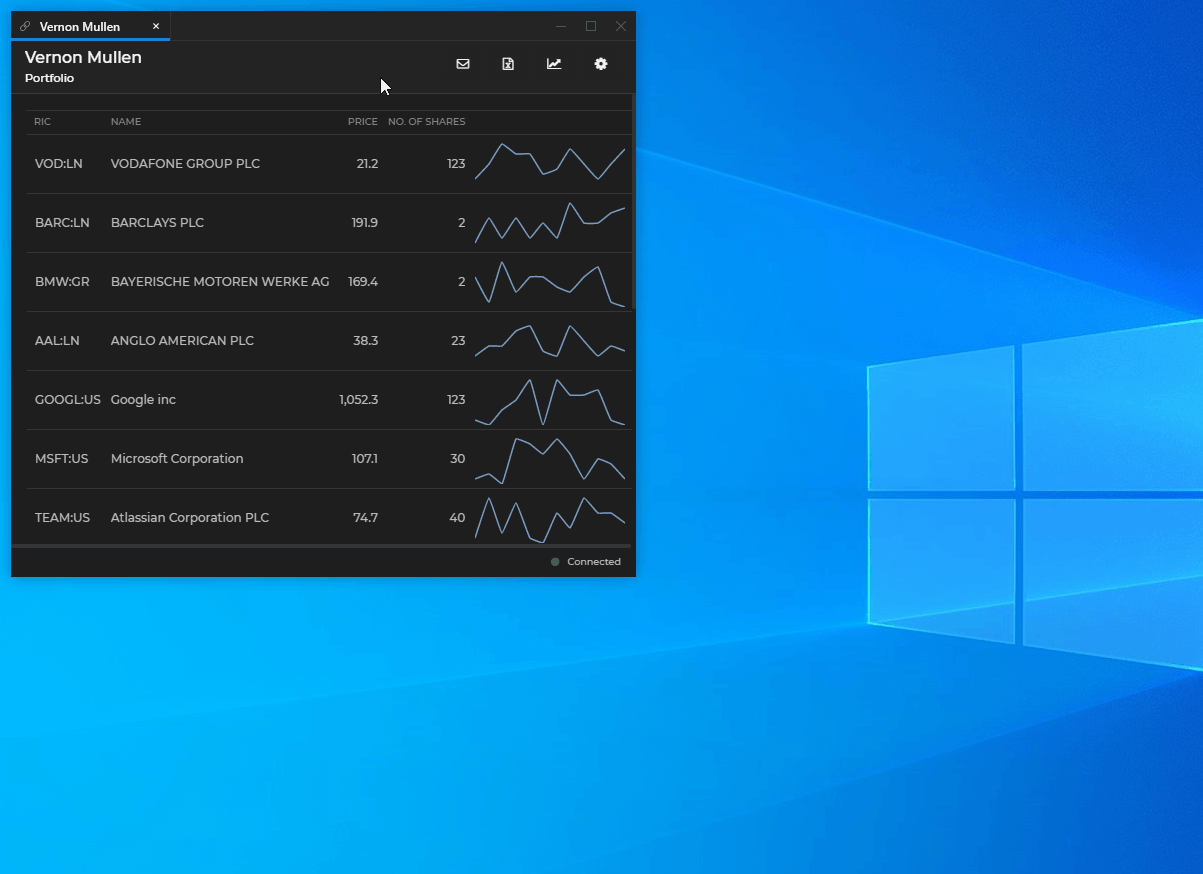 Vernon Mullen
Vernon Mullen
Portfolio
RIC NAME PRICE NO. OF SHARES
VOD:LN VODAFONE GROUP PLC 21.2 123
BARC:LN BARCLAYS PLC 191.9 2
BMW:GR BAYERISCHE MOTOREN WERKE AG 169.4 2
AAL:LN ANGLO AMERICAN PLC 38.3 23
GOOGL:US Google inc 1,052.3 123
MSFT:US Microsoft Corporation 107.1 30
TEAM:US Atlassian Corporation PLC 74.7 40
Connected